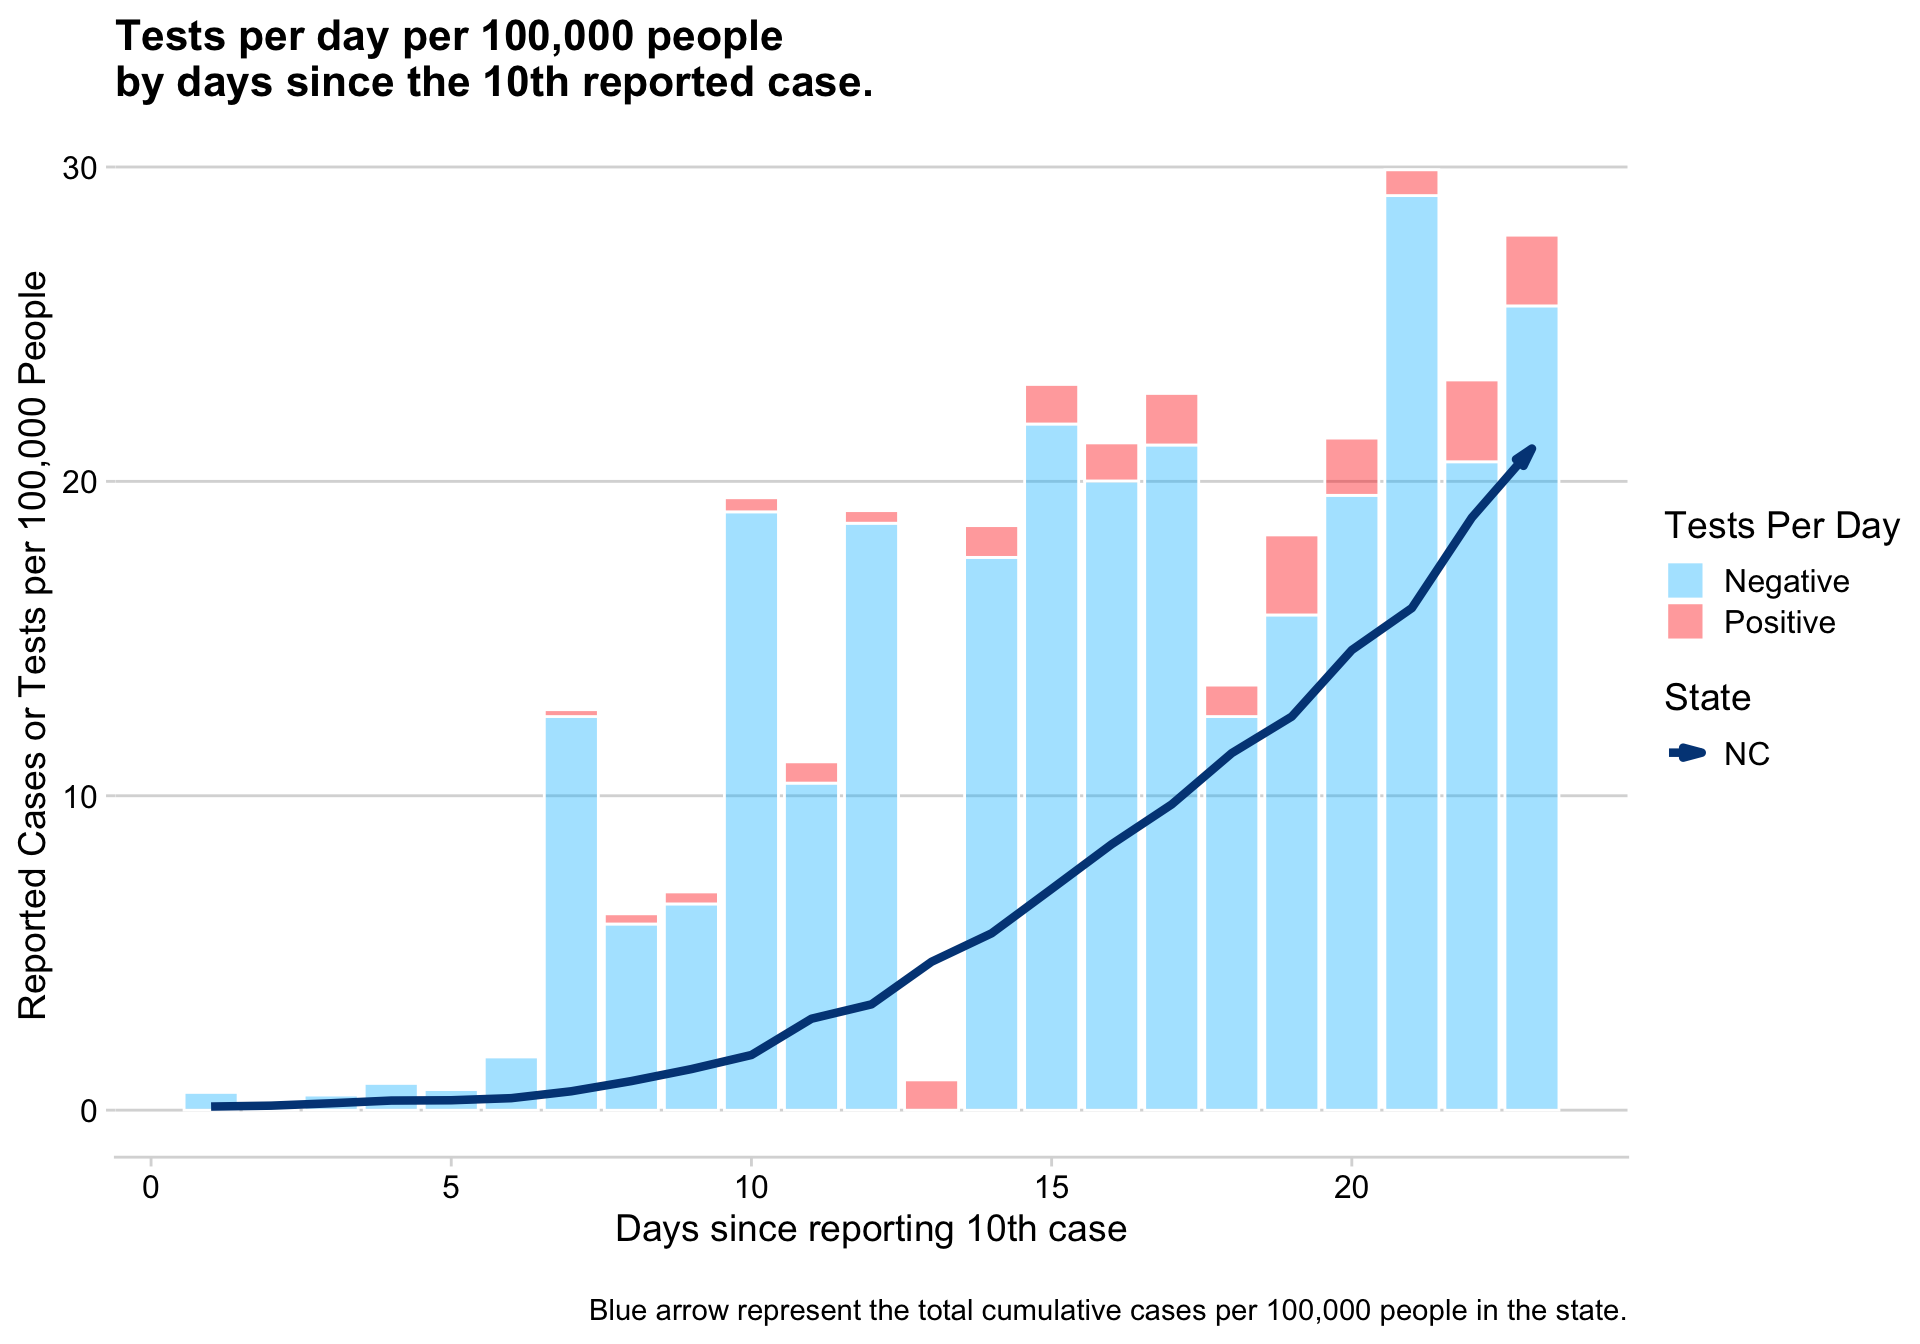 Tests per day per 100,000 people
by days since the 10th reported case.
Reported Cases or Tests per 100,000 People
30
20
10
0
0 5 10 15 20
Days since reporting 10th case
Tests Per Day
Negative
Positive
State
NC
Blue arrow represent the total cumulative cases per 100,000 people in the state.